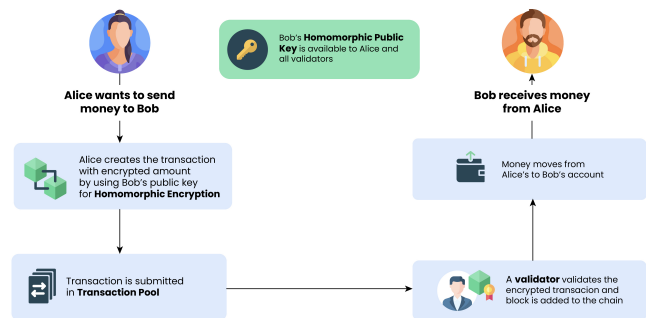 Bob's Homomorphic Public
Key is available to Alice and
all validators
Alice wants to send
money to Bob
Bob receives money
from Alice
Alice creates the transaction
with encrypted amount
by using Bob's public key
for Homomorphic Encryption
Money moves from
Alice's to Bob's account
Transaction is submitted
in Transaction Pool
A validator validates the
encrypted transacion and
block is added to the chain